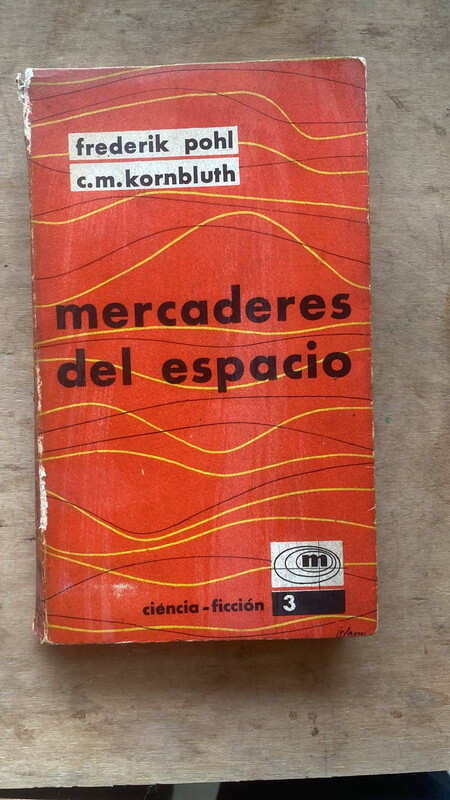 frederik pohl
c.m.kornbluth
mercaderes
del espacio
m
ciencia-ficción 3